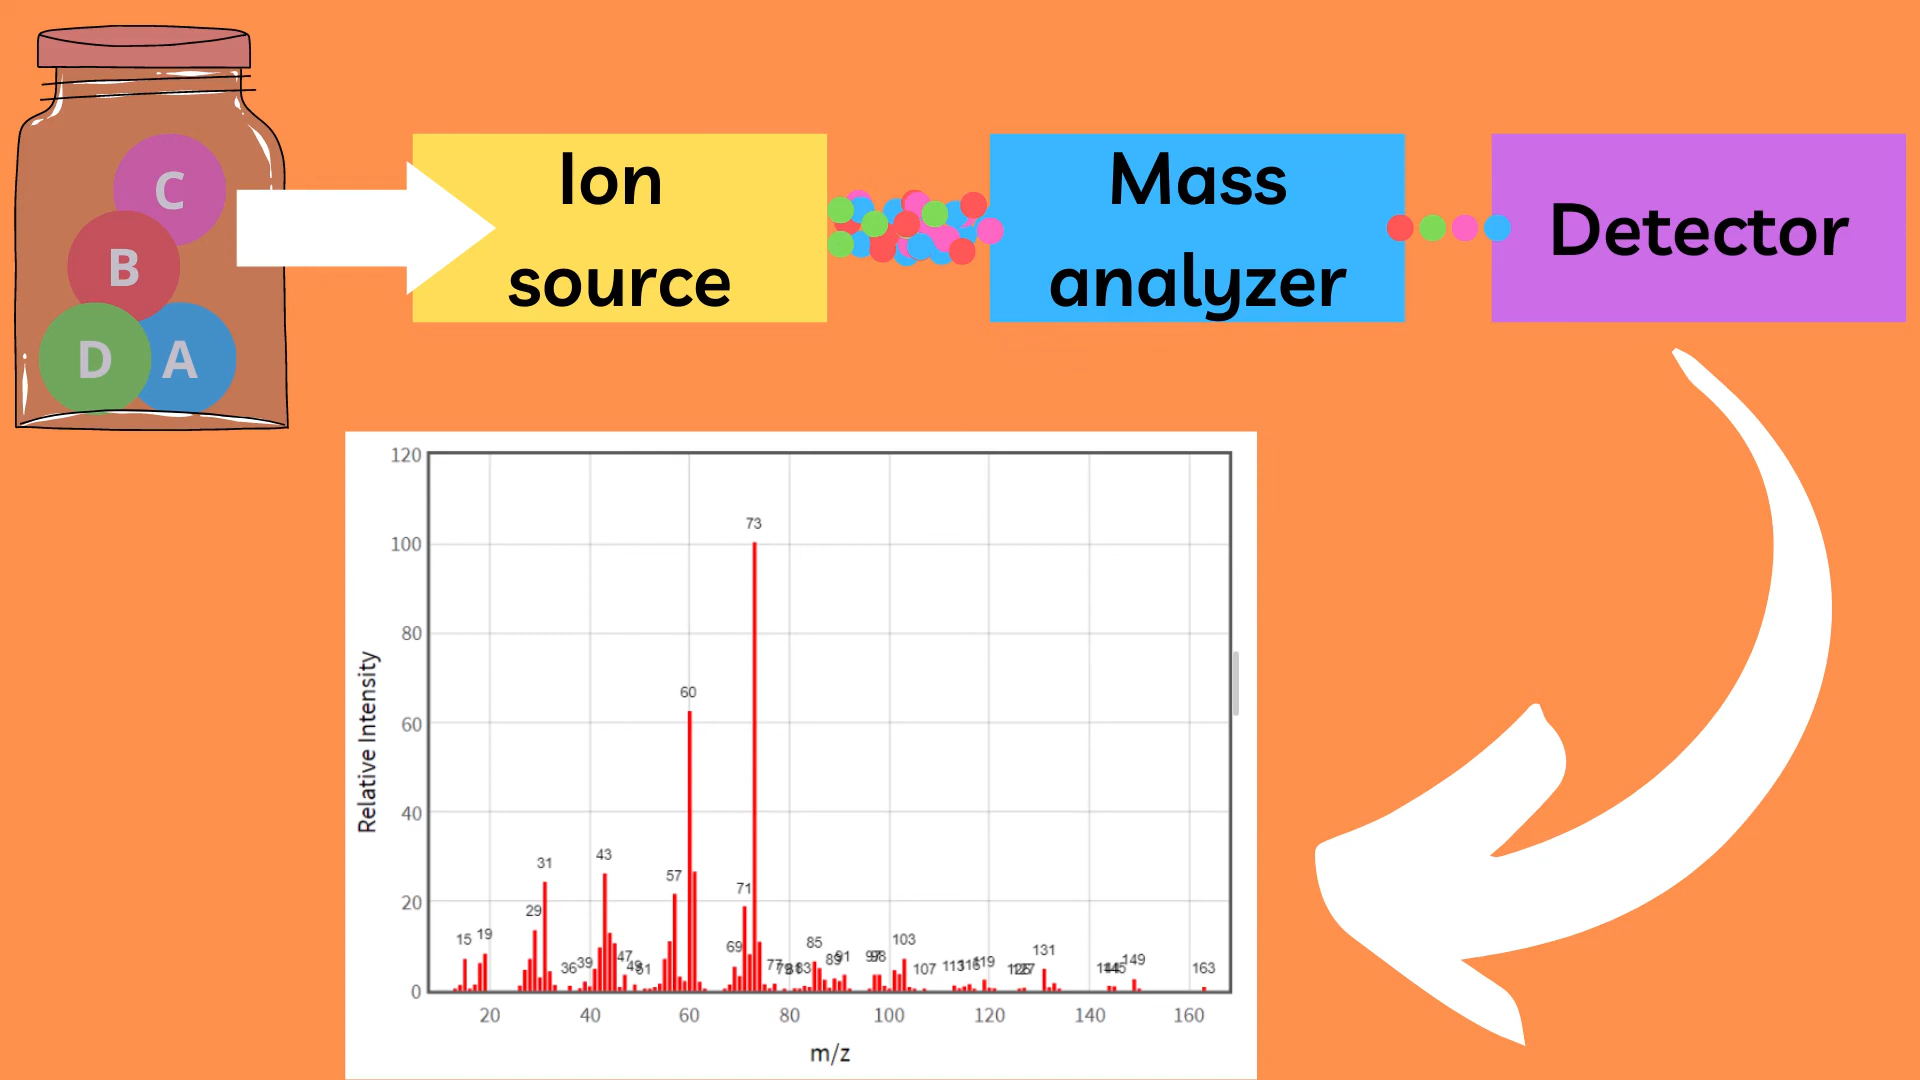 C
B
D A
Ion
source
Mass
analyzer
Detector
Relative Intensity
120
100
80
60
40
20
0
73
60
43
31
57
71
29
15 19
103
85
131
69
47
91
39
149
119
36
49
51
77
83
107
113
163
20 40 60 80 100 120 140 160
m/z